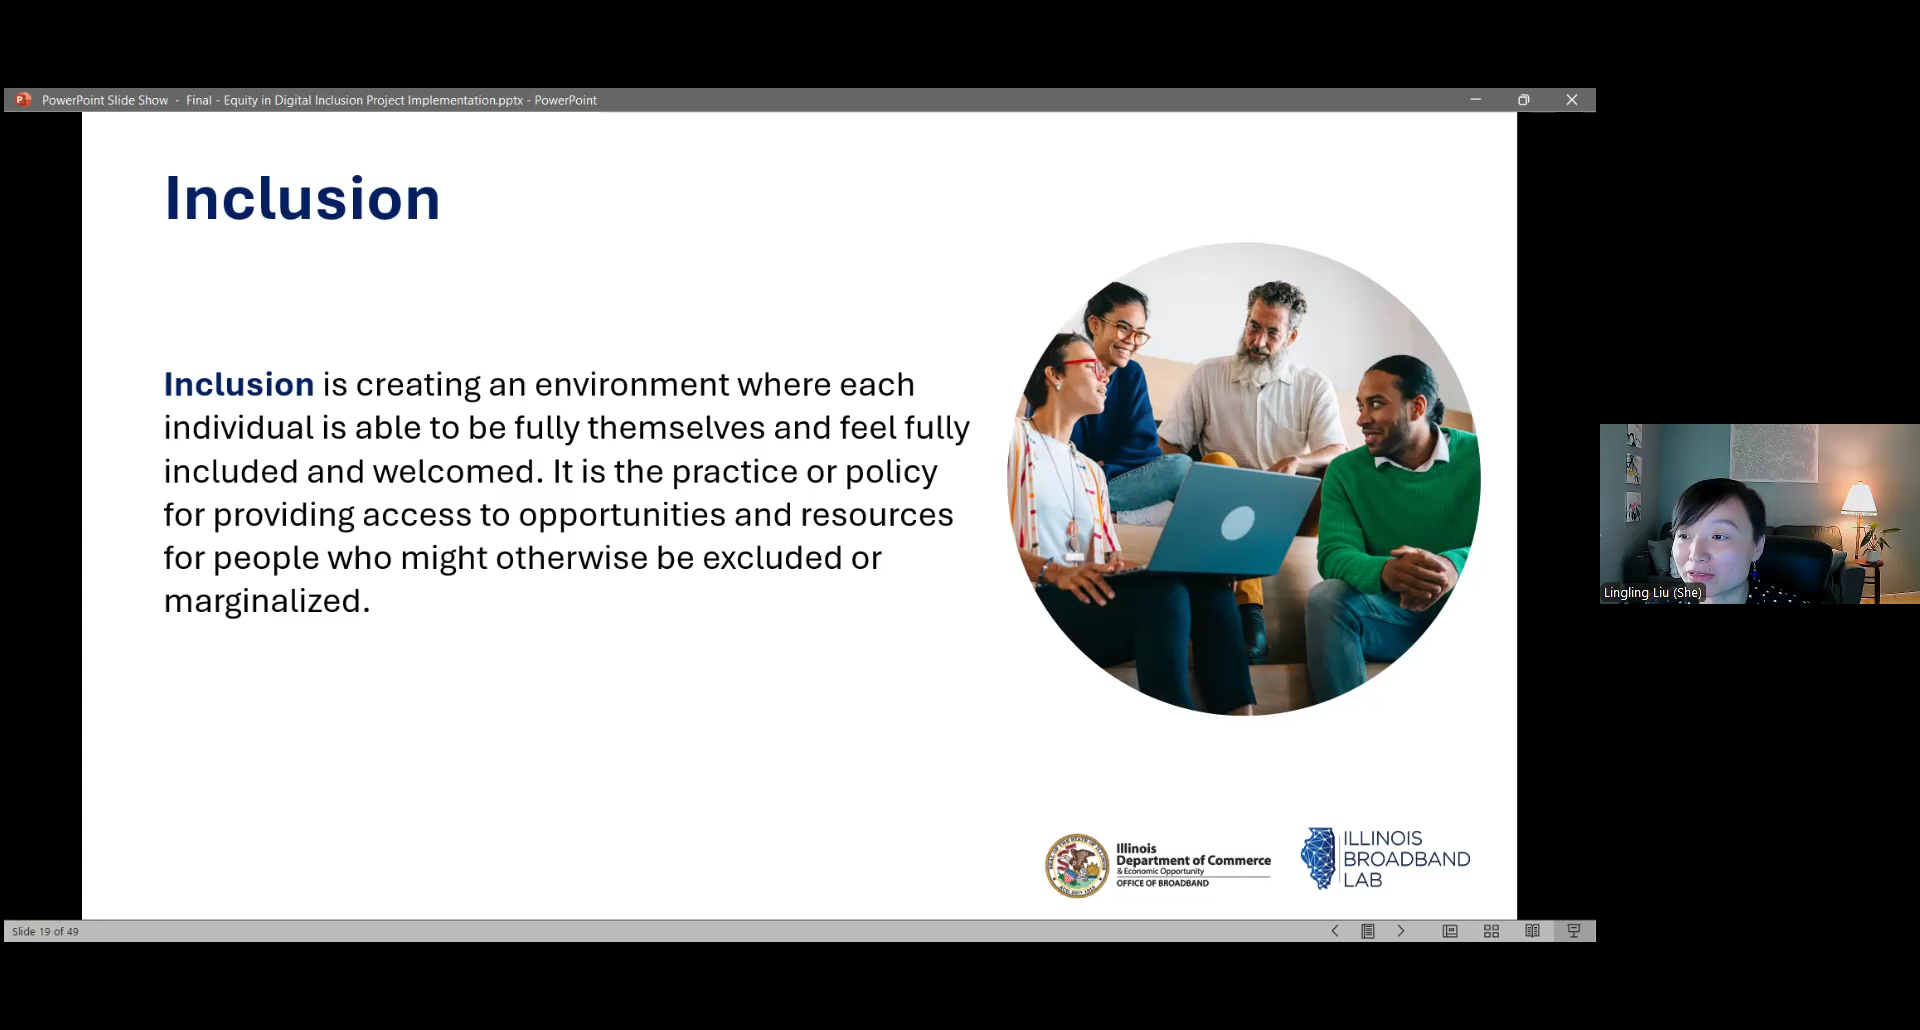 PowerPoint Slide Show - Final - Equity in Digital Inclusion Project Implementation.pptx - PowerPoint
Inclusion
Inclusion is creating an environment where each
individual is able to be fully themselves and feel fully
included and welcomed. It is the practice or policy
for providing access to opportunities and resources
for people who might otherwise be excluded or
marginalized.
Lingling Liu (She)
Illinois
Department of Commerce
& Economic Opportunity
OFFICE OF BROADBAND
ILLINOIS
BROADBAND
LAB
Slide 19 of 49